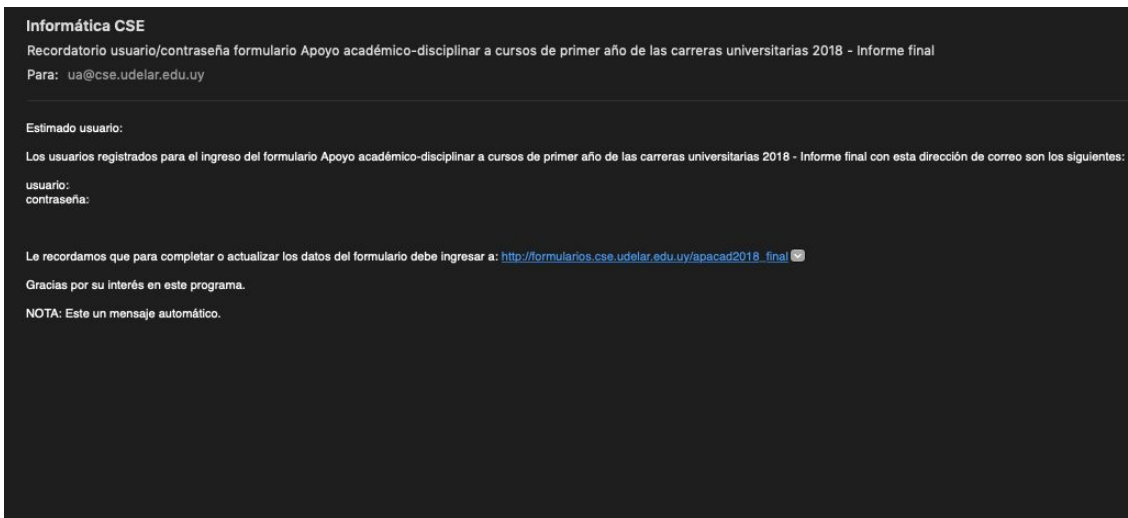 Informática CSE
Recordatorio usuario/contraseña formulario Apoyo académico-disciplinar a cursos de primer año de las carreras universitarias 2018 - Informe final
Para: ua@cse.udelar.edu.uy
Estimado usuario:
Los usuarios registrados para el ingreso del formulario Apoyo académico-disciplinar a cursos de primer año de las carreras universitarias 2018 - Informe final con esta dirección de correo son los siguientes:
usuario:
contraseña:
Le recordamos que para completar o actualizar los datos del formulario debe ingresar a: http://formularios.cse.udelar.edu.uy/apacad2018_final
Gracias por su interés en este programa.
NOTA: Este un mensaje automático.